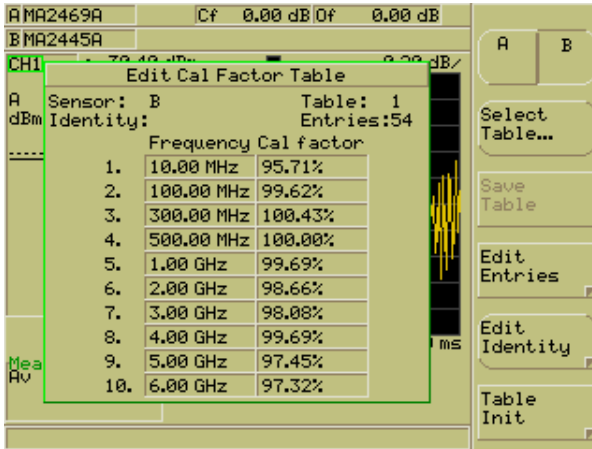 A MA2469A Cf 0.00 dB Of 0.00 dB
B MA2445A
CH1 dB/
Edit Cal Factor Table
A Sensor: B Table: 1
dBm Identity: Entries:54
Frequency Cal factor
1. 10.00 MHz 95.71%
2. 100.00 MHz 99.62%
3. 300.00 MHz 100.43%
4. 500.00 MHz 100.00%
5. 1.00 GHz 99.69%
6. 2.00 GHz 98.66%
7. 3.00 GHz 98.08%
8. 4.00 GHz 99.69%
9. 5.00 GHz 97.45%
10. 6.00 GHz 97.32%
ms
Mea
Av
A B
Select
Table...
Save
Table
Edit
Entries
Edit
Identity
Table
Init